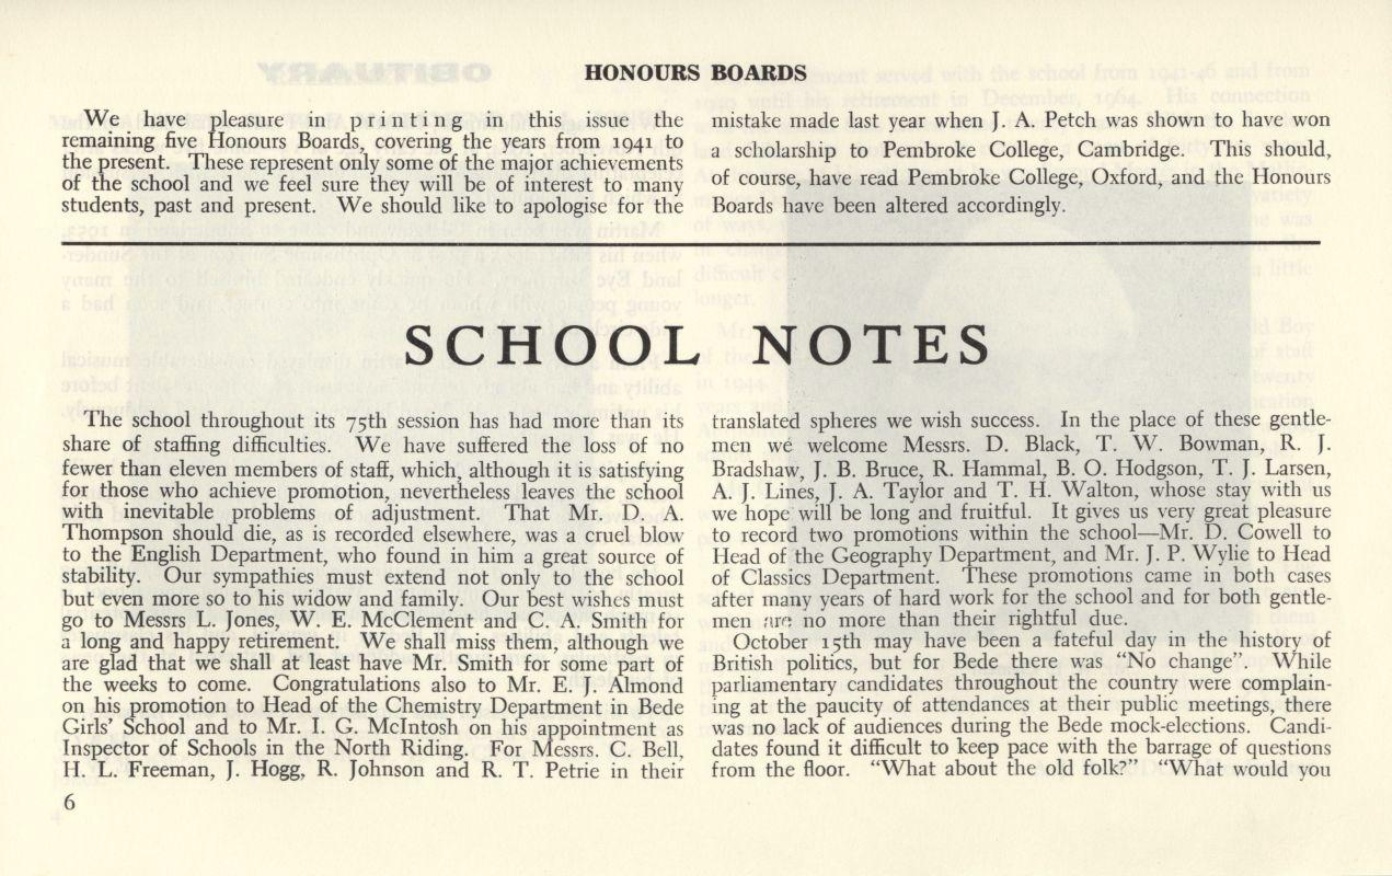 HONOURS BOARDS
We have pleasure in printing in this issue the
remaining five Honours Boards, covering the years from 1941 to
the present. These represent only some of the major achievements
of the school and we feel sure they will be of interest to many
students, past and present. We should like to apologise for the
mistake made last year when J. A. Petch was shown to have won
a scholarship to Pembroke College, Cambridge. This should,
of course, have read Pembroke College, Oxford, and the Honours
Boards have been altered accordingly.
SCHOOL NOTES
The school throughout its 75th session has had more than its
share of staffing difficulties. We have suffered the loss of no
fewer than eleven members of staff, which, although it is satisfying
for those who achieve promotion, nevertheless leaves the school
with inevitable problems of adjustment. That Mr. D. A.
Thompson should die, as is recorded elsewhere, was a cruel blow
to the English Department, who found in him a great source of
stability. Our sympathies must extend not only to the school
but even more so to his widow and family. Our best wishes must
go to Messrs L. Jones, W. E. McClement and C. A. Smith for
a long and happy retirement. We shall miss them, although we
are glad that we shall at least have Mr. Smith for some part of
the weeks to come. Congratulations also to Mr. E. J. Almond
on his promotion to Head of the Chemistry Department in Bede
Girls' School and to Mr. I. G. McIntosh on his appointment as
Inspector of Schools in the North Riding. For Messrs. C. Bell,
H. L. Freeman, J. Hogg, R. Johnson and R. T. Petrie in their
translated spheres we wish success. In the place of these gentle-
men we welcome Messrs. D. Black, T. W. Bowman, R. J.
Bradshaw, J. B. Bruce, R. Hammal, B. O. Hodgson, T. J. Larsen,
A. J. Lines, J. A. Taylor and T. H. Walton, whose stay with us
we hope will be long and fruitful. It gives us very great pleasure
to record two promotions within the school—Mr. D. Cowell to
Head of the Geography Department, and Mr. J. P. Wylie to Head
of Classics Department. These promotions came in both cases
after many years of hard work for the school and for both gentle-
men are no more than their rightful due.
October 15th may have been a fateful day in the history of
British politics, but for Bede there was "No change". While
parliamentary candidates throughout the country were complain-
ing at the paucity of attendances at their public meetings, there
was no lack of audiences during the Bede mock-elections. Candi-
dates found it difficult to keep pace with the barrage of questions
from the floor. "What about the old folk?" "What would you
6